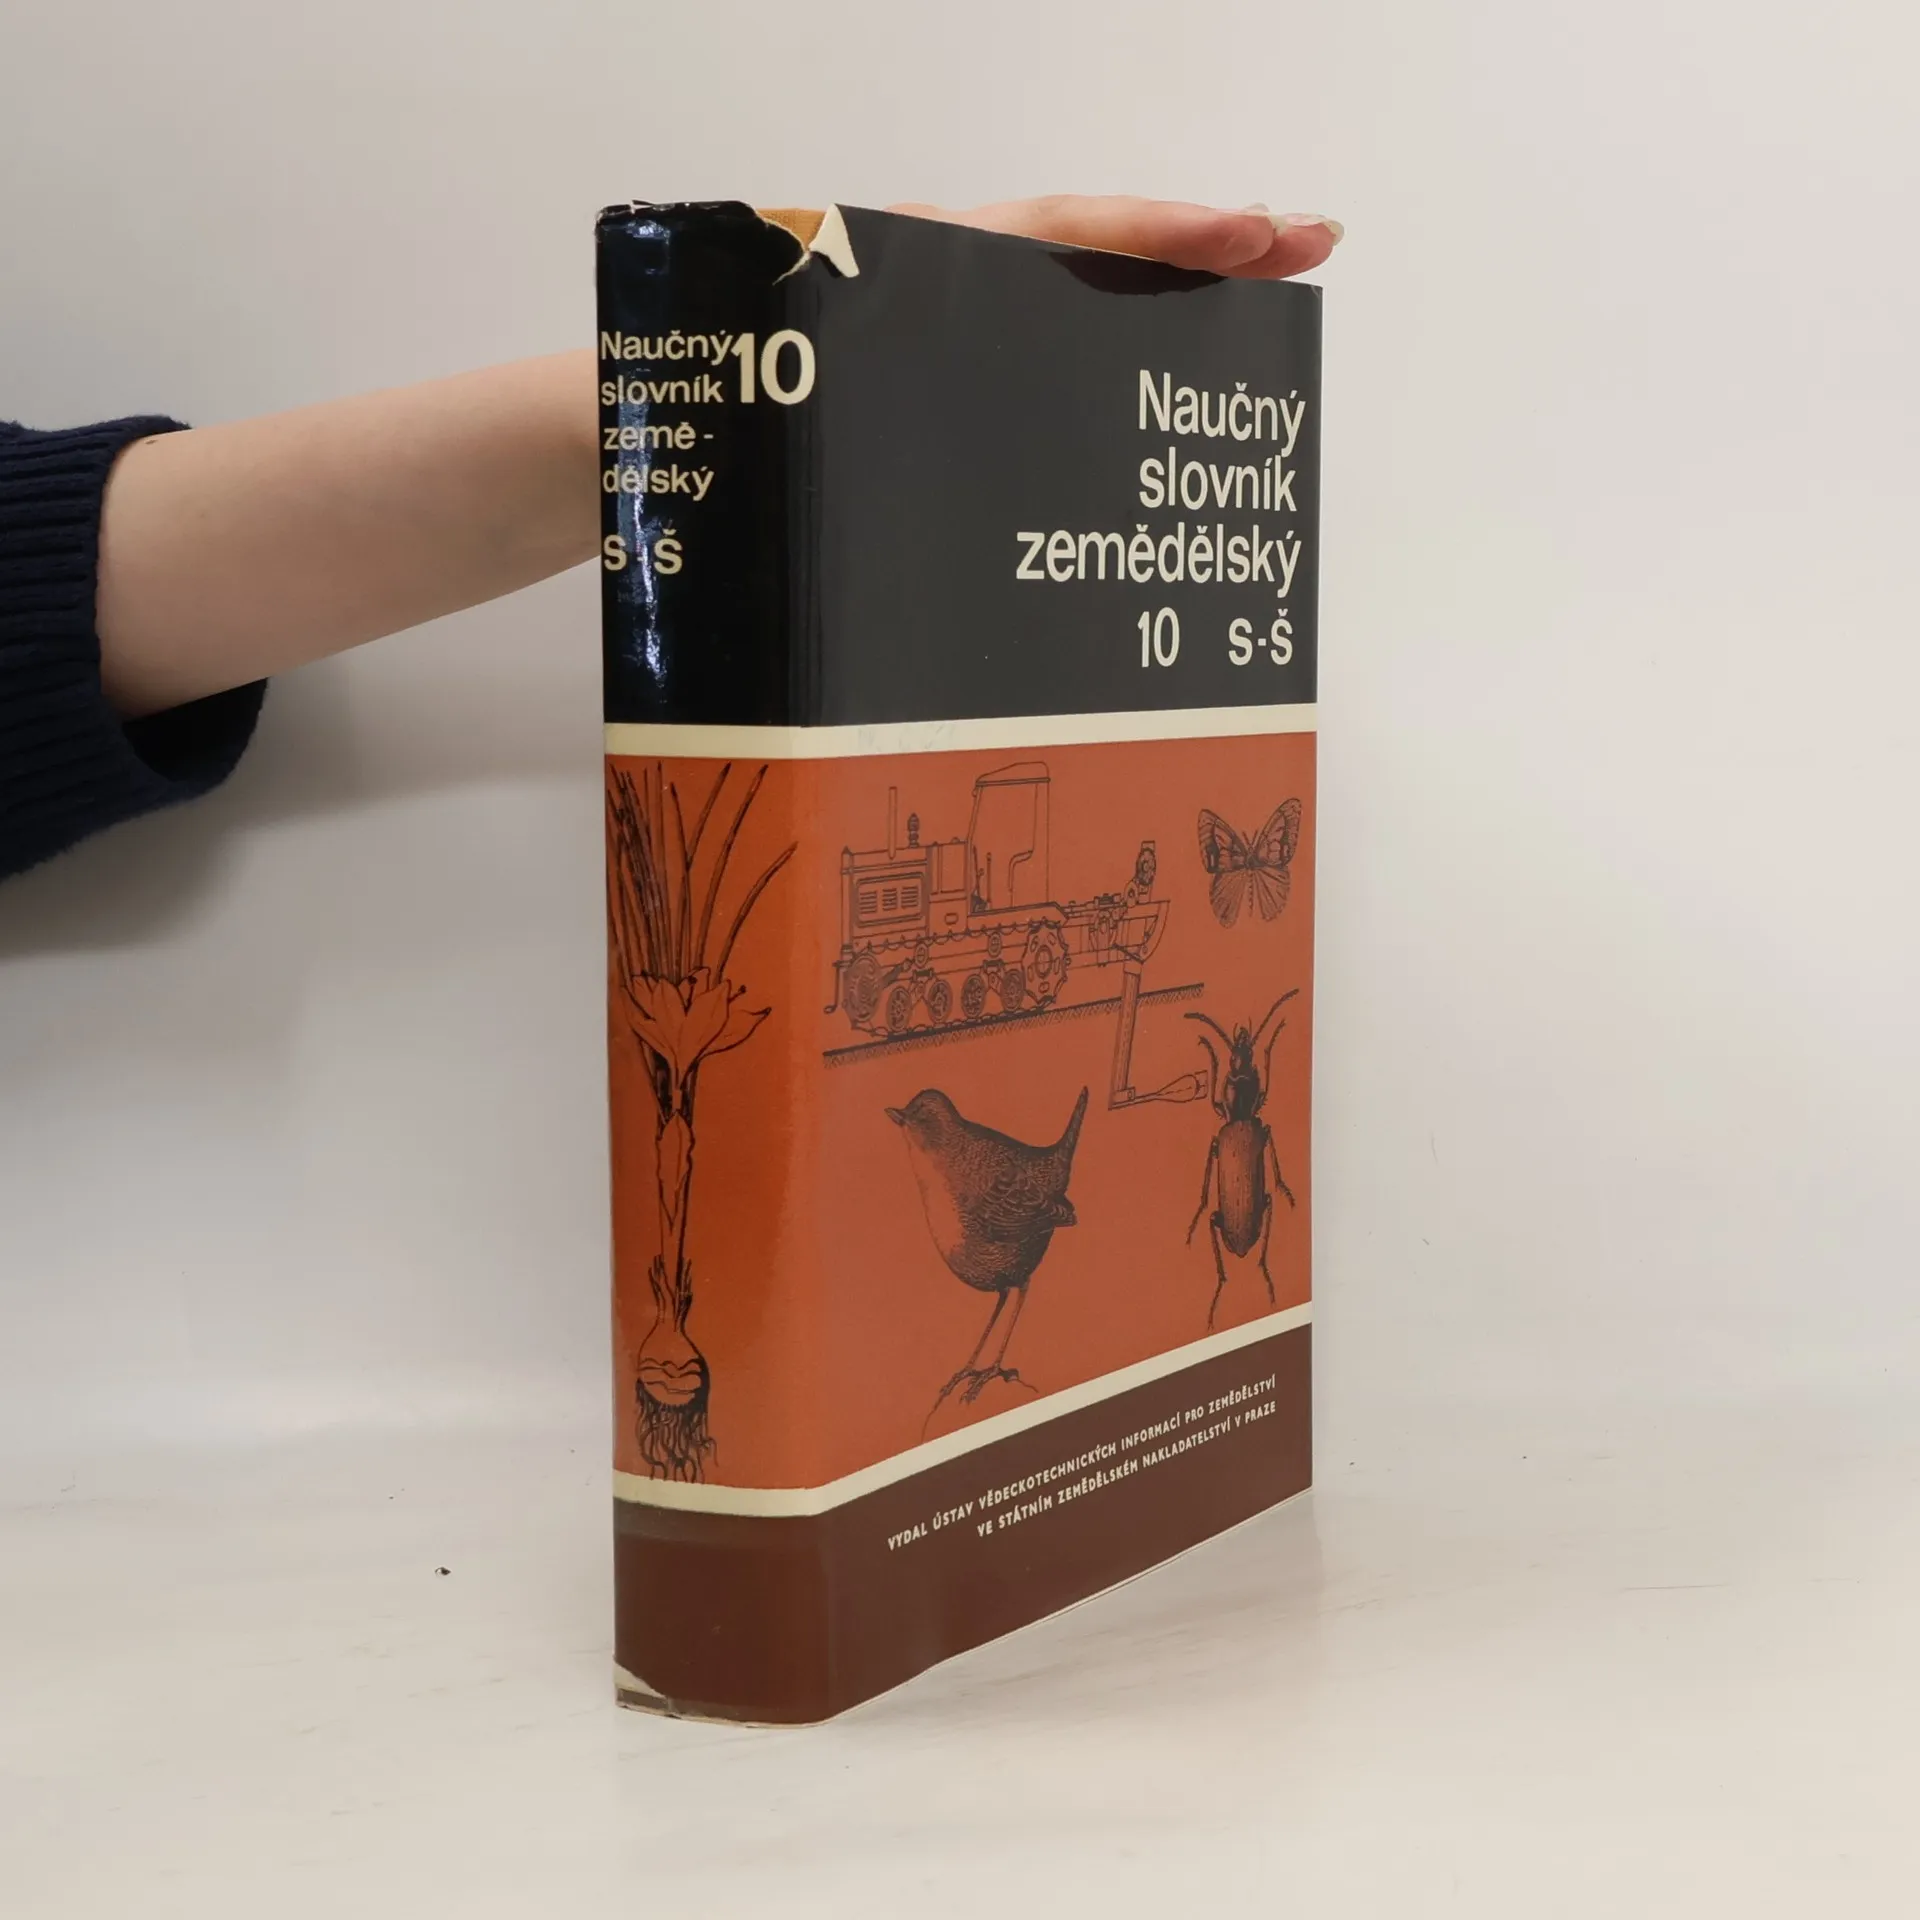 Naučný 10
slovník
země-
dělský
S-Š
Naučný
slovník
zemědělský
10 S-Š
VYDAL ÚSTAV VĚDECKOTECHNICKÝCH INFORMACÍ PRO ZEMĚDĚLSTVÍ
VE STÁTNÍM ZEMĚDĚLSKÉM NAKLADATELSTVÍ V PRAZE